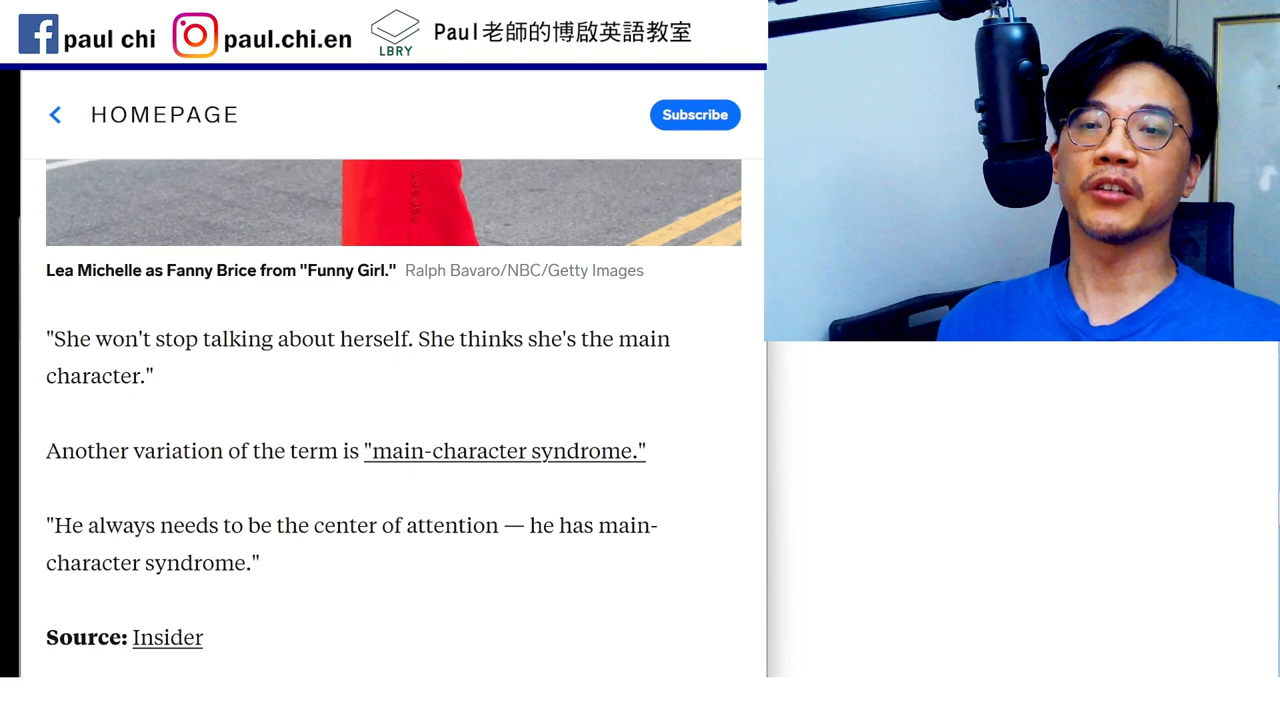 paul chi
paul.chi.en
LBRY
Paul老師的博啟英語教室
HOMEPAGE
Subscribe
Lea Michelle as Fanny Brice from "Funny Girl." Ralph Bavaro/NBC/Getty Images
"She won't stop talking about herself. She thinks she's the main
character."
Another variation of the term is "main-character syndrome."
"He always needs to be the center of attention — he has main-
character syndrome."
Source: Insider